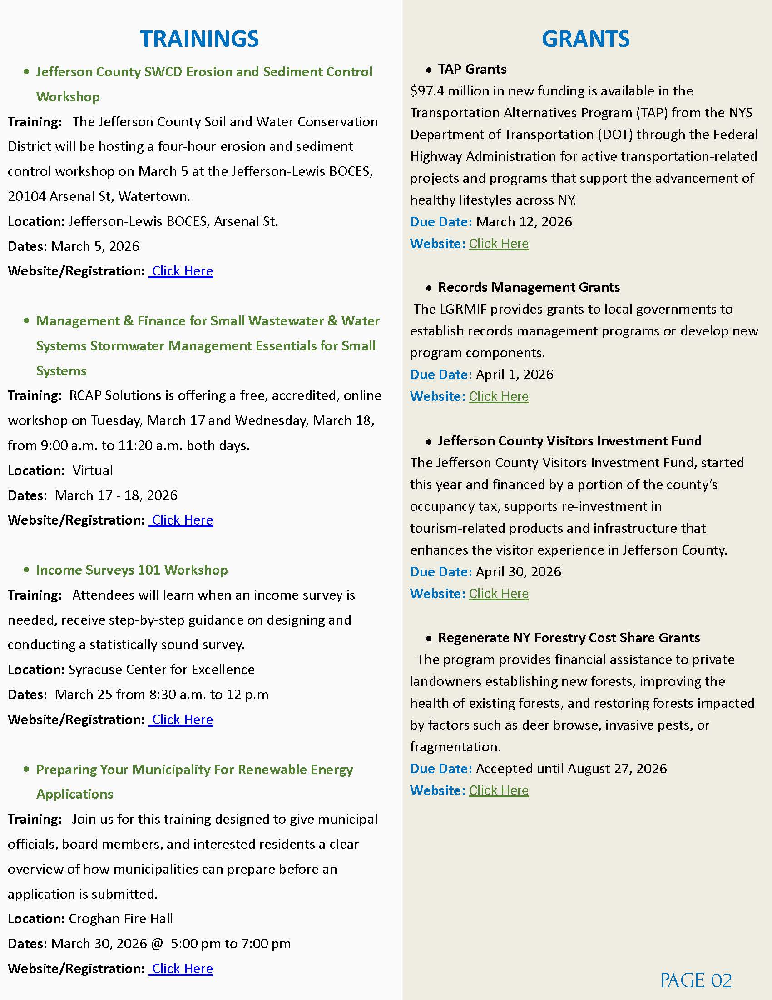 TRAININGS
• Jefferson County SWCD Erosion and Sediment Control
Workshop
Training: The Jefferson County Soil and Water Conservation
District will be hosting a four-hour erosion and sediment
control workshop on March 5 at the Jefferson-Lewis BOCES,
20104 Arsenal St, Watertown.
Location: Jefferson-Lewis BOCES, Arsenal St.
Dates: March 5, 2026
Website/Registration: Click Here
• Management & Finance for Small Wastewater & Water
Systems Stormwater Management Essentials for Small
Systems
Training: RCAP Solutions is offering a free, accredited, online
workshop on Tuesday, March 17 and Wednesday, March 18,
from 9:00 a.m. to 11:20 a.m. both days.
Location: Virtual
Dates: March 17 - 18, 2026
Website/Registration: Click Here
• Income Surveys 101 Workshop
Training: Attendees will learn when an income survey is
needed, receive step-by-step guidance on designing and
conducting a statistically sound survey.
Location: Syracuse Center for Excellence
Dates: March 25 from 8:30 a.m. to 12 p.m
Website/Registration: Click Here
• Preparing Your Municipality For Renewable Energy
Applications
Training: Join us for this training designed to give municipal
officials, board members, and interested residents a clear
overview of how municipalities can prepare before an
application is submitted.
Location: Croghan Fire Hall
Dates: March 30, 2026 @ 5:00 pm to 7:00 pm
Website/Registration: Click Here
GRANTS
• TAP Grants
$97.4 million in new funding is available in the
Transportation Alternatives Program (TAP) from the NYS
Department of Transportation (DOT) through the Federal
Highway Administration for active transportation-related
projects and programs that support the advancement of
healthy lifestyles across NY.
Due Date: March 12, 2026
Website: Click Here
• Records Management Grants
The LGRMIF provides grants to local governments to
establish records management programs or develop new
program components.
Due Date: April 1, 2026
Website: Click Here
• Jefferson County Visitors Investment Fund
The Jefferson County Visitors Investment Fund, started
this year and financed by a portion of the county’s
occupancy tax, supports re-investment in
tourism-related products and infrastructure that
enhances the visitor experience in Jefferson County.
Due Date: April 30, 2026
Website: Click Here
• Regenerate NY Forestry Cost Share Grants
The program provides financial assistance to private
landowners establishing new forests, improving the
health of existing forests, and restoring forests impacted
by factors such as deer browse, invasive pests, or
fragmentation.
Due Date: Accepted until August 27, 2026
Website: Click Here
PAGE 02